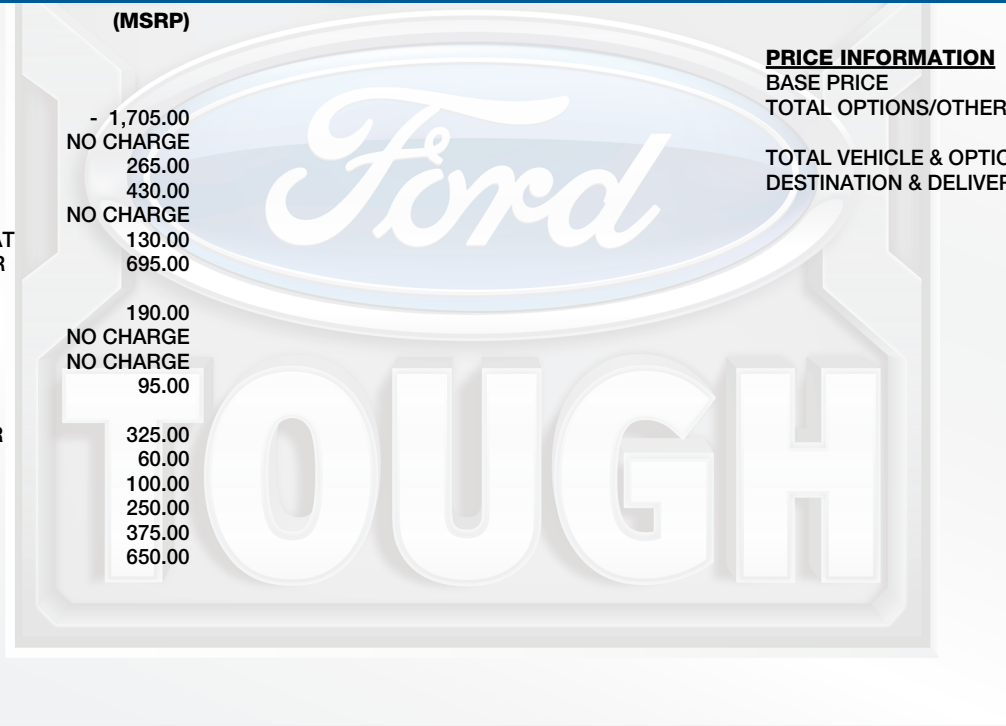 (MSRP)
- 1,705.00
NO CHARGE
265.00
430.00
NO CHARGE
AT 130.00
R 695.00
190.00
NO CHARGE
NO CHARGE
95.00
R 325.00
60.00
100.00
250.00
375.00
650.00
PRICE INFORMATION
BASE PRICE
TOTAL OPTIONS/OTHER
TOTAL VEHICLE & OPTIO
DESTINATION & DELIVER
Ford
TOUGH